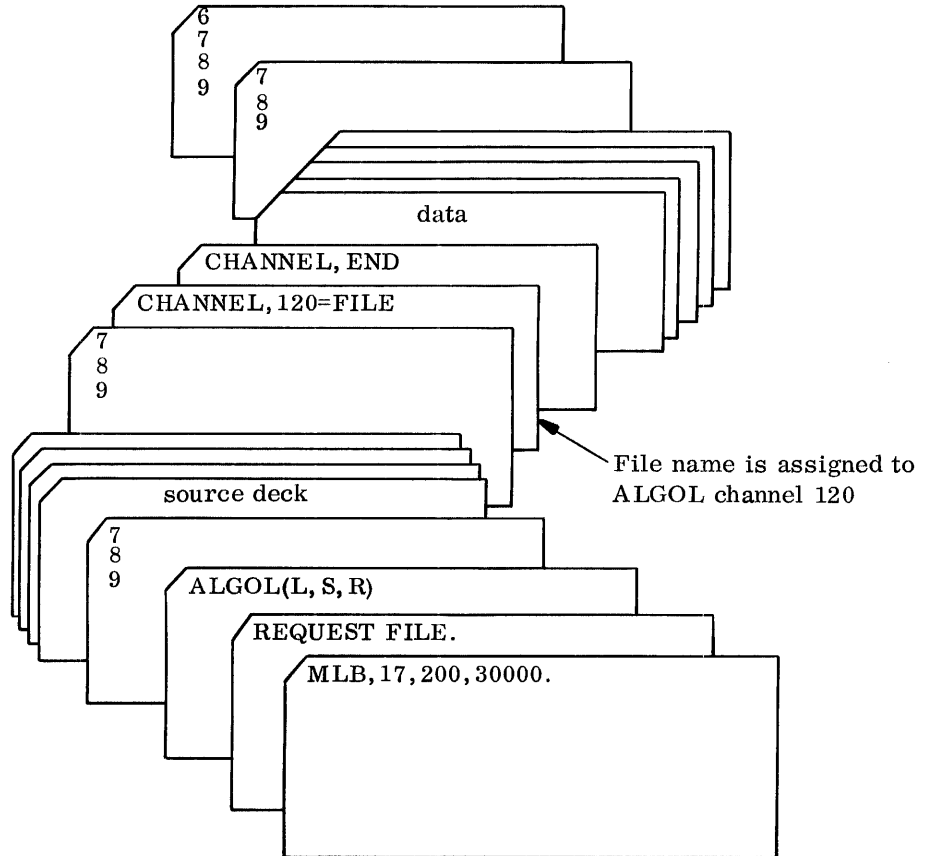 6
7
8
9
7
8
9
data
CHANNEL, END
CHANNEL, 120=FILE
7
8
9
File name is assigned to
ALGOL channel 120
source deck
7
8
9
ALGOL(L, S, R)
REQUEST FILE.
MLB, 17, 200, 30000.